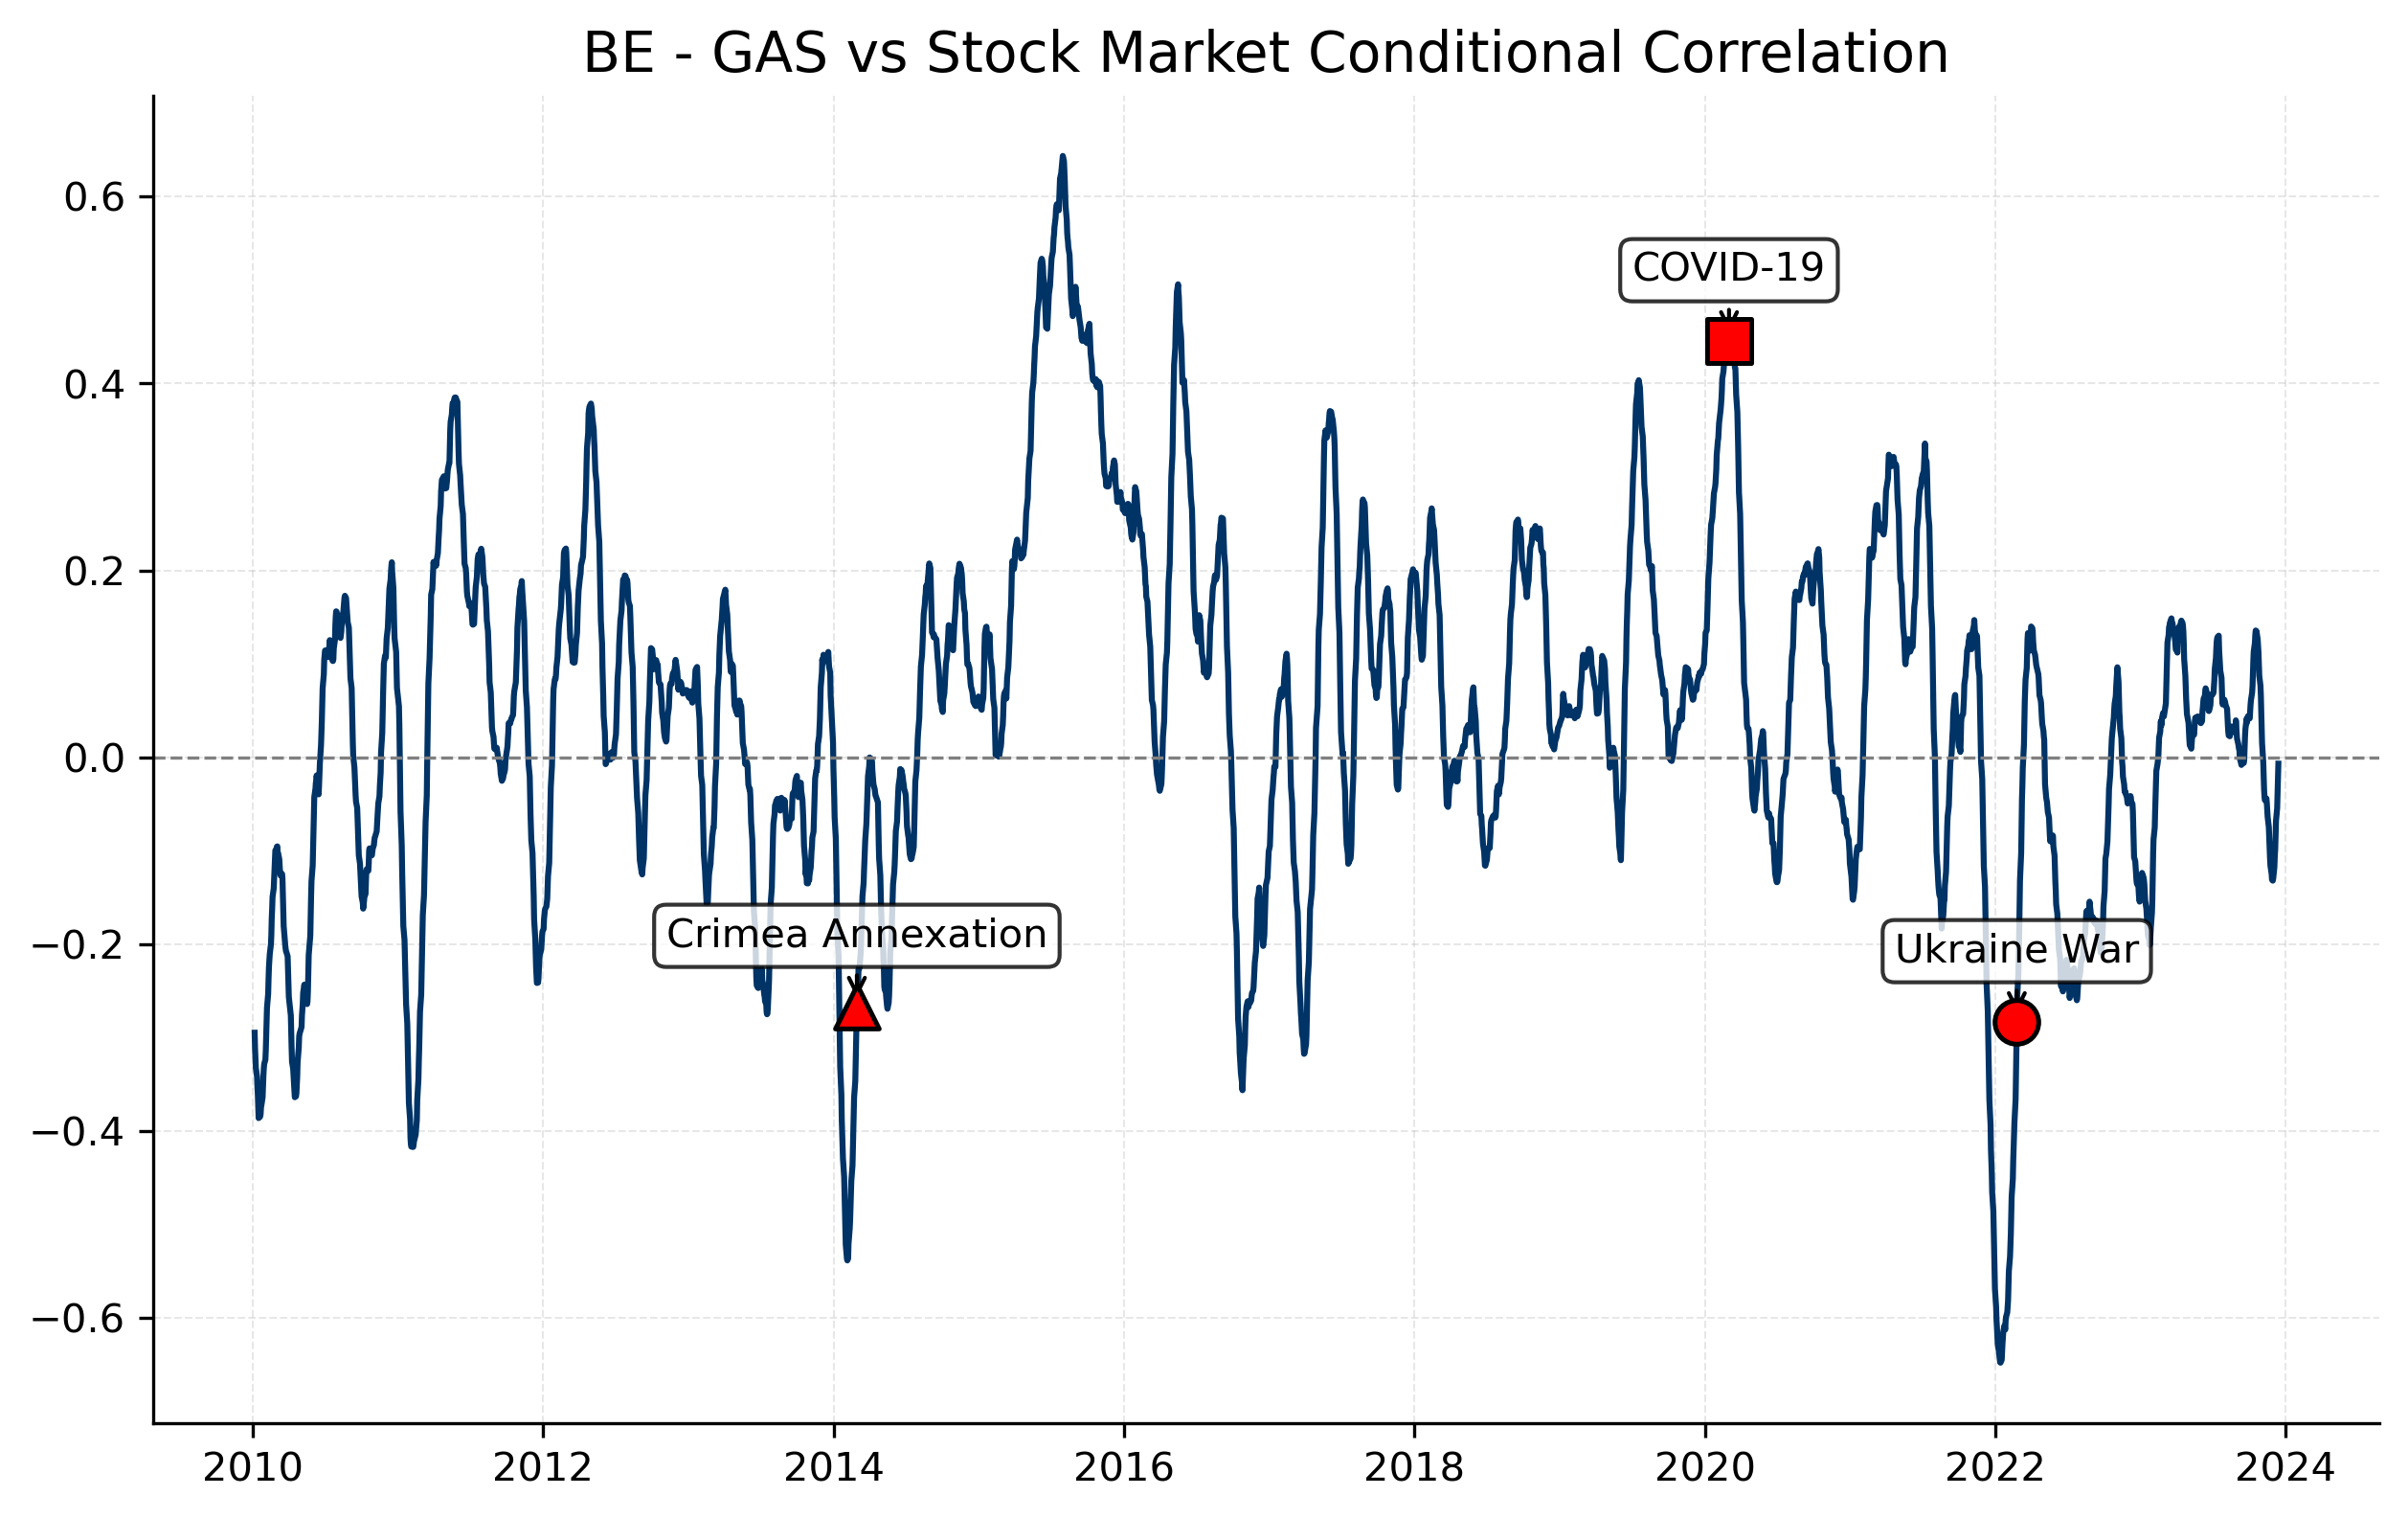 BE - GAS vs Stock Market Conditional Correlation
0.6
0.4
0.2
0.0
−0.2
−0.4
−0.6
COVID-19
Crimea Annexation
Ukraine War
2010 2012 2014 2016 2018 2020 2022 2024